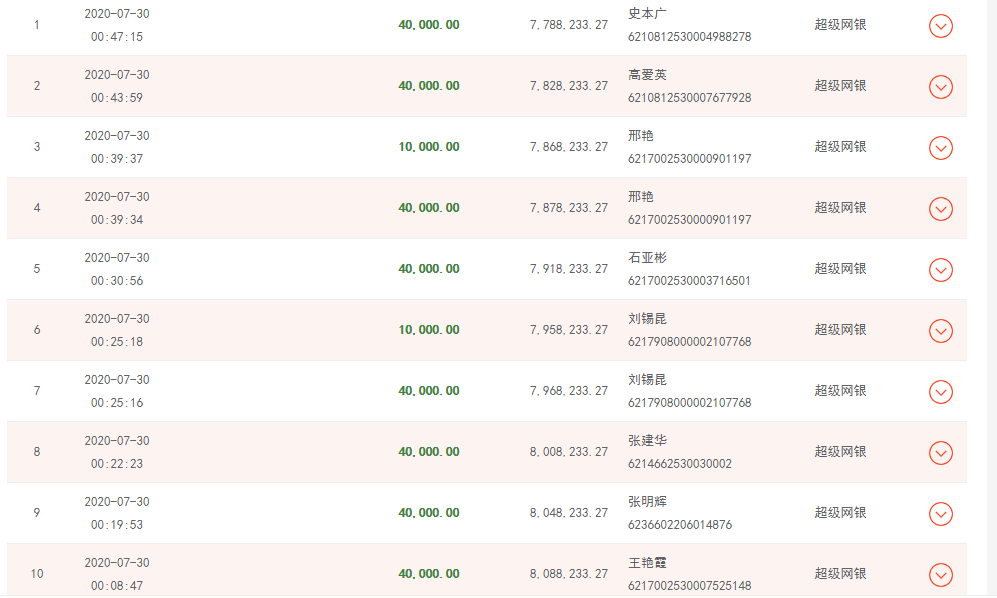 1 2020-07-30 00:47:15 40,000.00 7,788,233.27 史本广 6210812530004988278 超级网银
2 2020-07-30 00:43:59 40,000.00 7,828,233.27 高爱英 6210812530007677928 超级网银
3 2020-07-30 00:39:37 10,000.00 7,868,233.27 邢艳 6217002530000901197 超级网银
4 2020-07-30 00:39:34 40,000.00 7,878,233.27 邢艳 6217002530000901197 超级网银
5 2020-07-30 00:30:56 40,000.00 7,918,233.27 石亚彬 6217002530003716501 超级网银
6 2020-07-30 00:25:18 10,000.00 7,958,233.27 刘锡昆 6217908000002107768 超级网银
7 2020-07-30 00:25:16 40,000.00 7,968,233.27 刘锡昆 6217908000002107768 超级网银
8 2020-07-30 00:22:23 40,000.00 8,008,233.27 张建华 6214662530030002 超级网银
9 2020-07-30 00:19:53 40,000.00 8,048,233.27 张明辉 6236602206014876 超级网银
10 2020-07-30 00:08:47 40,000.00 8,088,233.27 王艳霞 6217002530007525148 超级网银